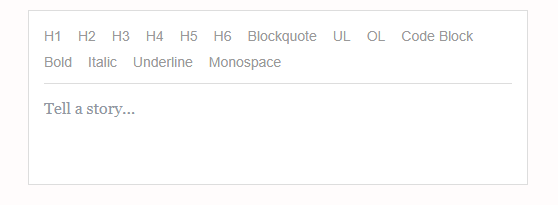 H1 H2 H3 H4 H5 H6 Blockquote UL OL Code Block
Bold Italic Underline Monospace
Tell a story...